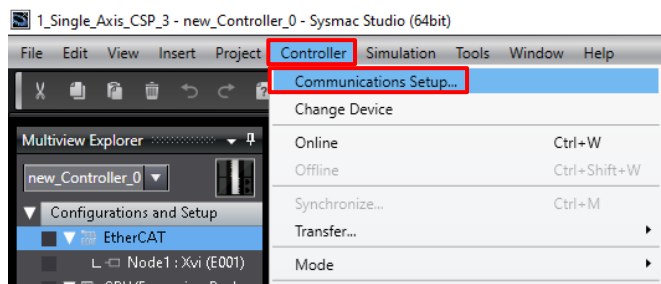 1_Single_Axis_CSP_3 - new_Controller_0 - Sysmac Studio (64bit)
File Edit View Insert Project Controller Simulation Tools Window Help
Communications Setup...
Change Device
Multiview Explorer
Online Ctrl+W
new_Controller_0
Offline Ctrl+Shift+W
Configurations and Setup
Synchronize... Ctrl+M
EtherCAT
Transfer...
Node1 : Xvi (E001)
Mode